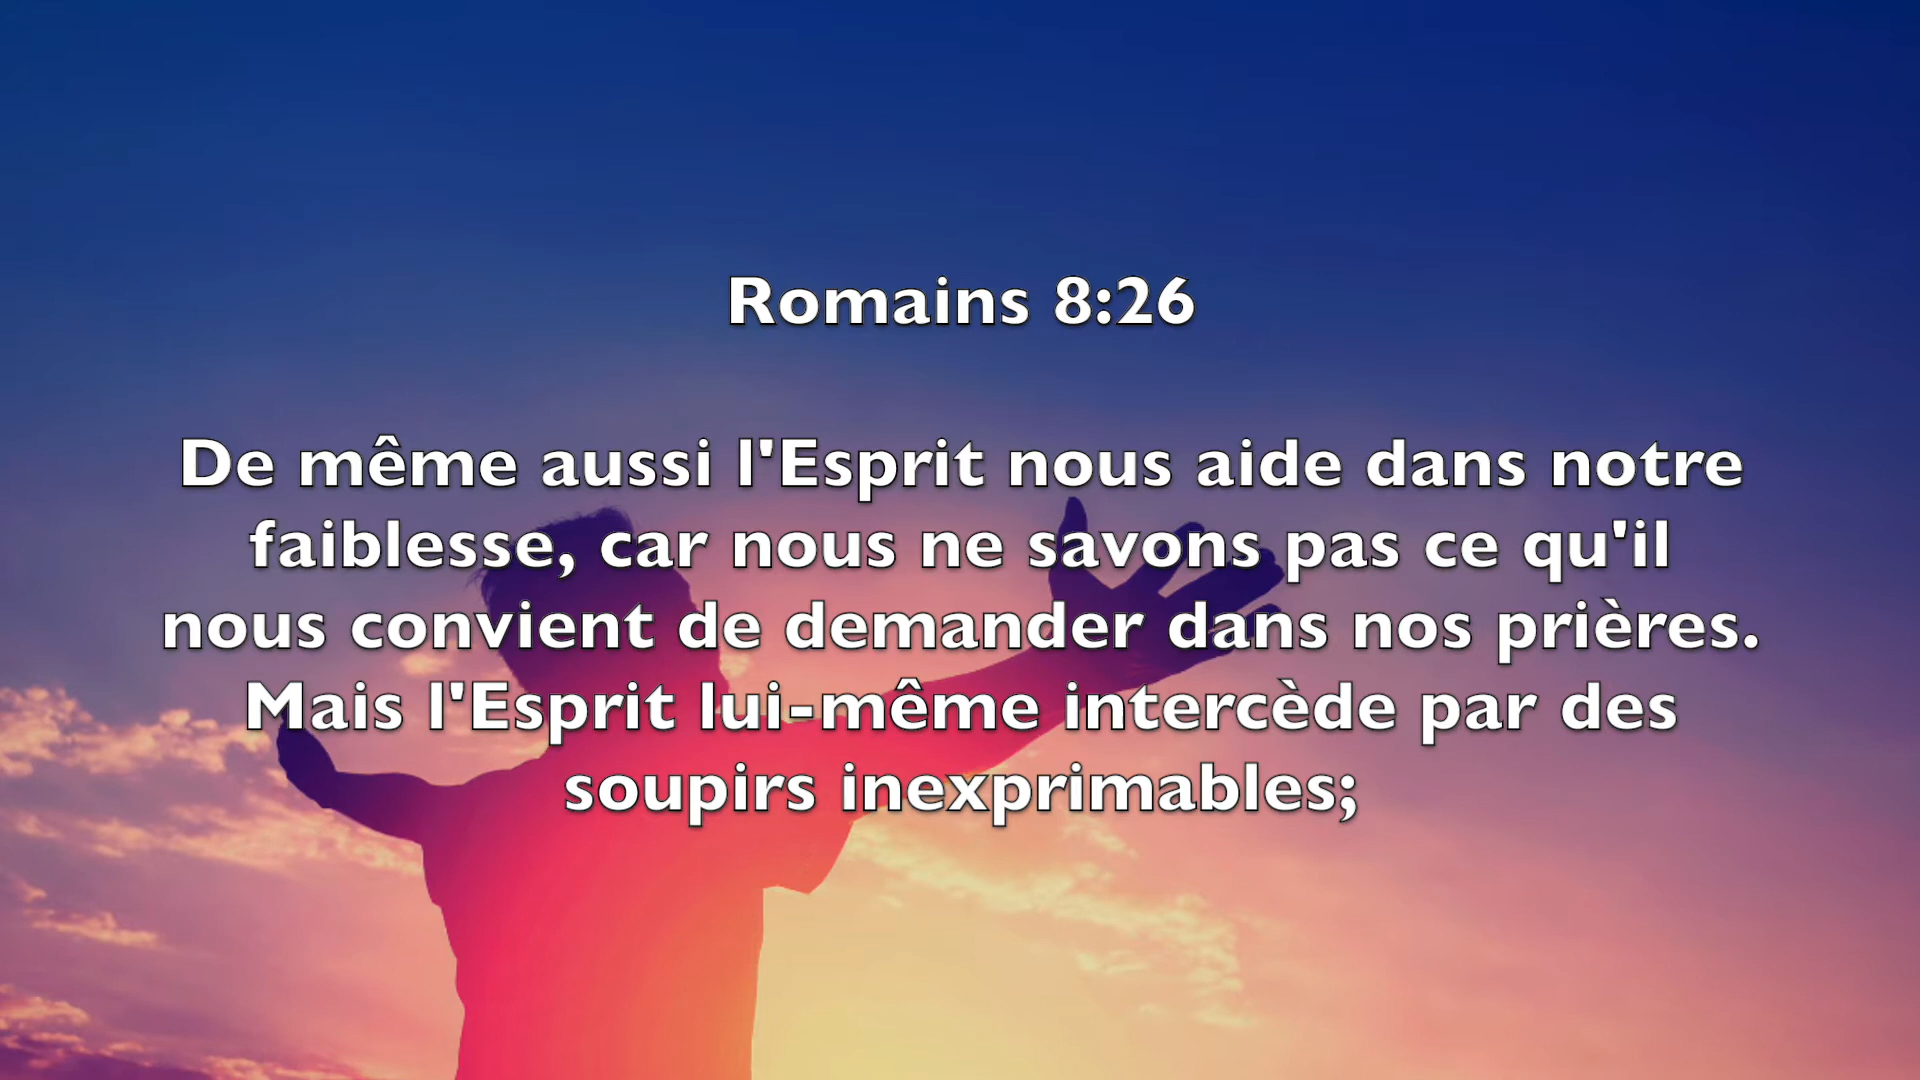 Romains 8:26
De même aussi l'Esprit nous aide dans notre
faiblesse, car nous ne savons pas ce qu'il
nous convient de demander dans nos prières.
Mais l'Esprit lui-même intercède par des
soupirs inexprimables;